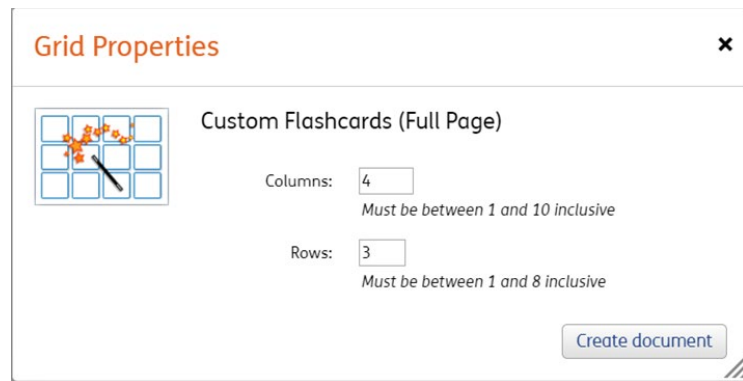 Grid Properties
Custom Flashcards (Full Page)
Columns: 4
Must be between 1 and 10 inclusive
Rows: 3
Must be between 1 and 8 inclusive
Create document